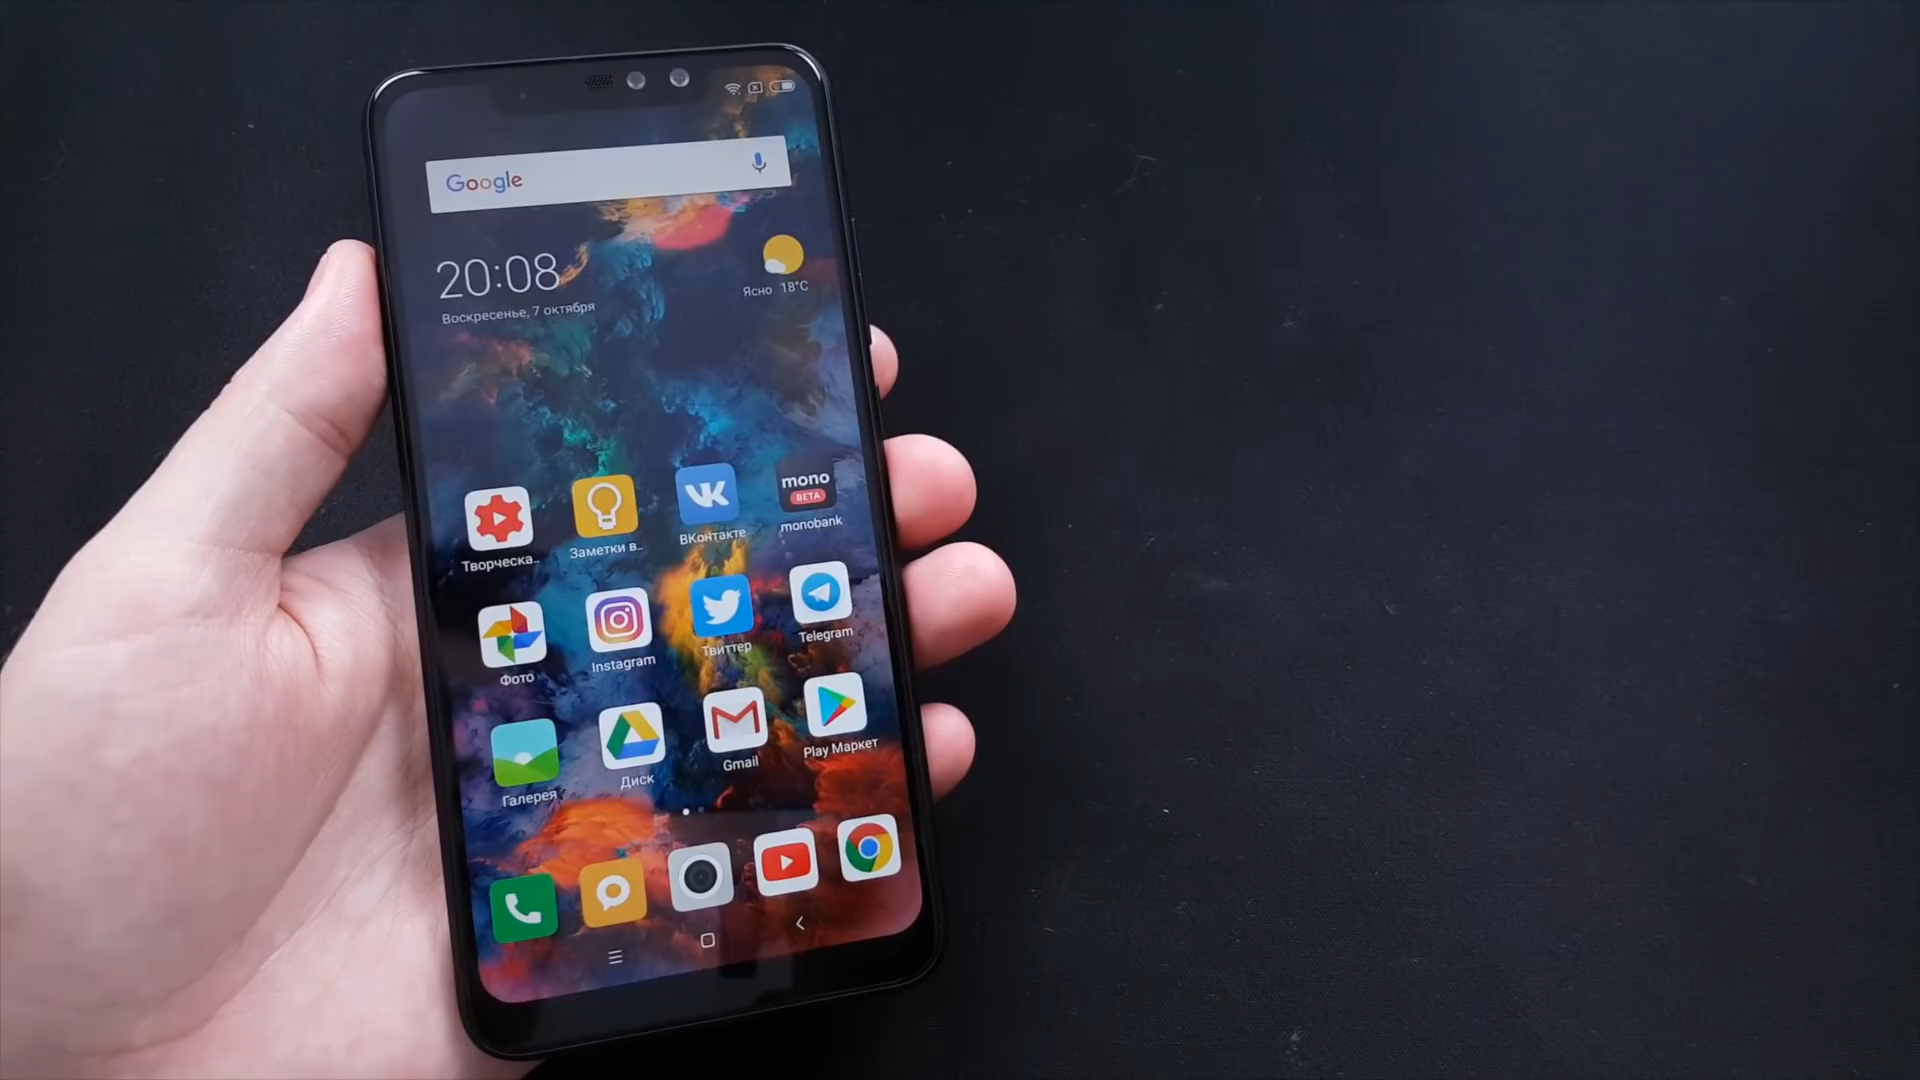 Google
20:08
Воскресенье, 7 октября
Ясно 18°C
Творческа..
Заметки в..
VK
ВКонтакте
mono
BETA
monobank
Фото
Instagram
Твиттер
Telegram
Галерея
Диск
Gmail
Play Маркет